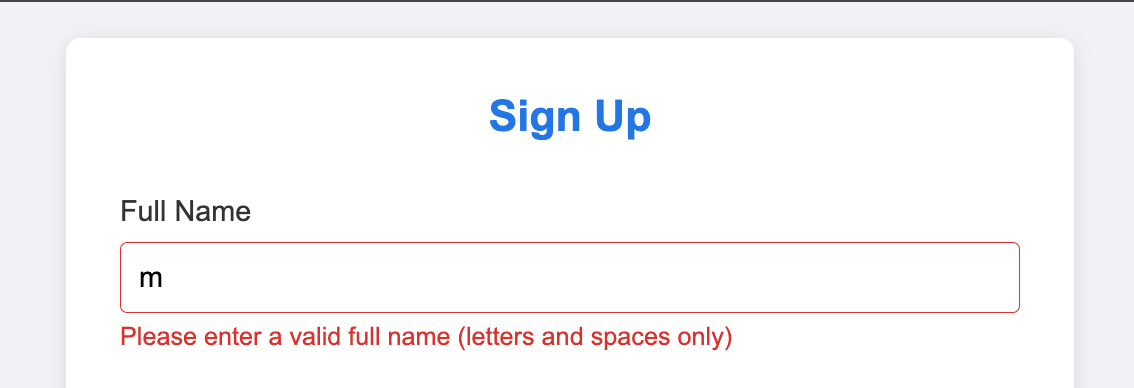 Sign Up
Full Name
m
Please enter a valid full name (letters and spaces only)